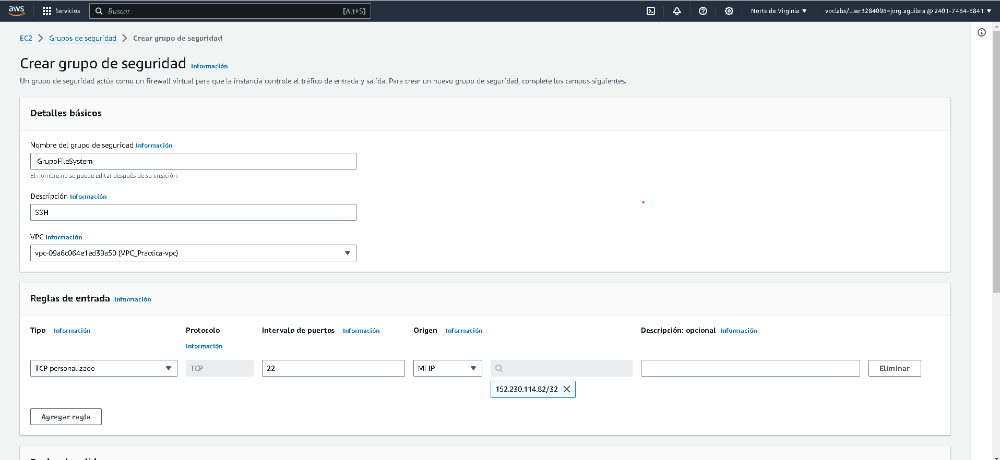 aws Servicios Buscar [Alt+S] Norte de Virginia voclabs/user3284098=jorg.aguilera @ 2401-7464-6841
EC2 Grupos de seguridad Crear grupo de seguridad
Crear grupo de seguridad Información
Un grupo de seguridad actúa como un firewall virtual para que la instancia controle el tráfico de entrada y salida. Para crear un nuevo grupo de seguridad, complete los campos siguientes.
Detalles básicos
Nombre del grupo de seguridad Información
GrupoFileSystem
El nombre no se puede editar después de su creación.
Descripción Información
SSH
VPC Información
vpc-09a6c064e1ed39a50 (VPC_Practica-vpc)
Reglas de entrada Información
Tipo Información Protocolo Intervalo de puertos Información Origen Información Descripción: opcional Información
Información
TCP personalizado TCP 22 Mi IP Eliminar
152.230.114.82/32
Agregar regla